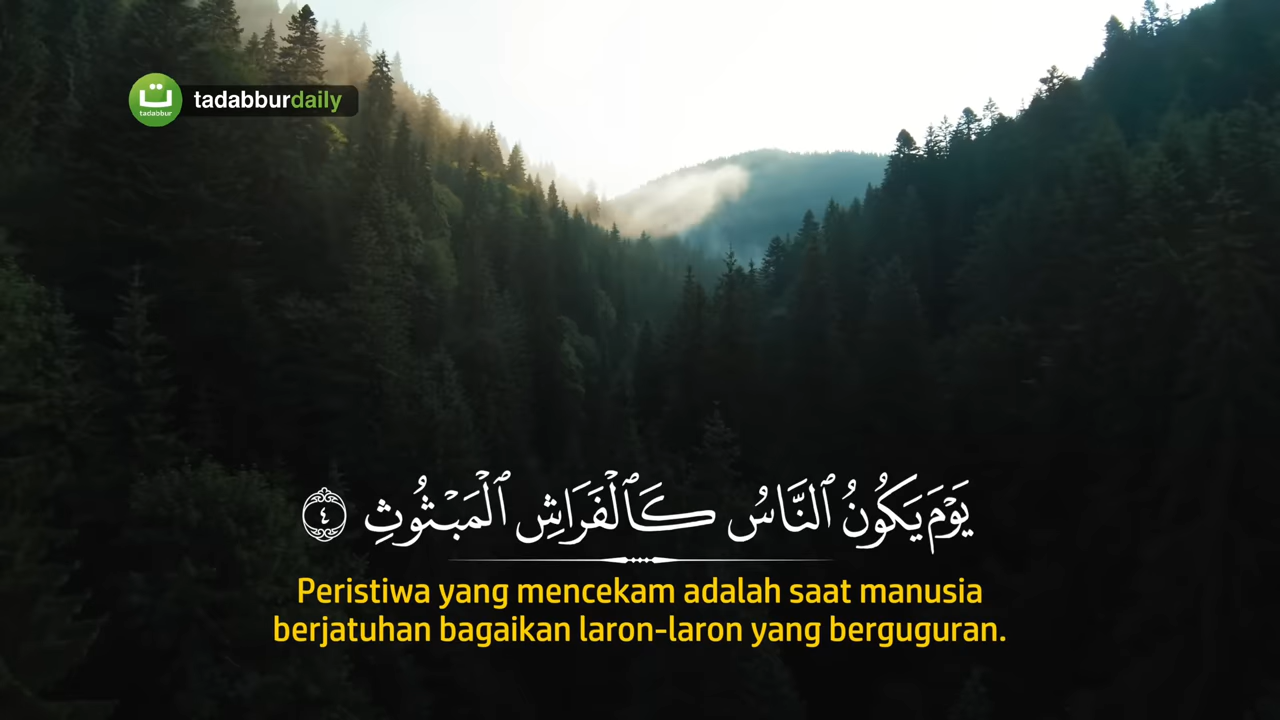 ت
tadabbur
tadabburdaily
يَوْمَ يَكُونُ ٱلنَّاسُ كَٱلْفَرَاشِ ٱلْمَبْثُوثِ ٤
Peristiwa yang mencekam adalah saat manusia
berjatuhan bagaikan laron-laron yang berguguran.